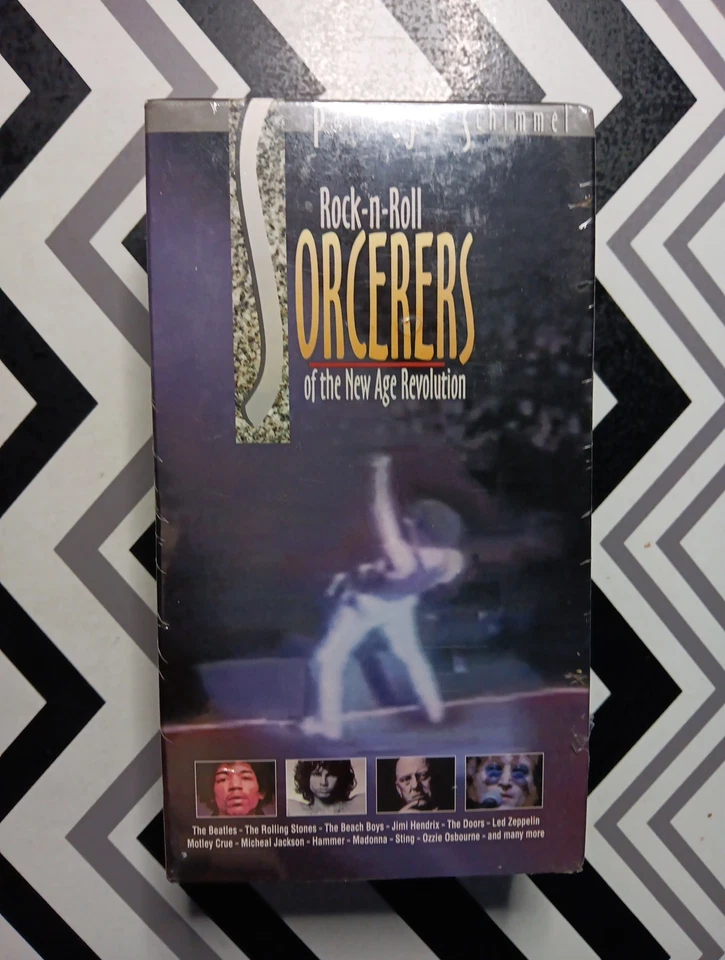 Schimmel
Rock-n-Roll
SORCERERS
of the New Age Revolution
The Beatles - The Rolling Stones - The Beach Boys - Jimi Hendrix - The Doors - Led Zeppelin
Motley Crue - Micheal Jackson - Hammer - Madonna - Sting - Ozzie Osbourne - and many more